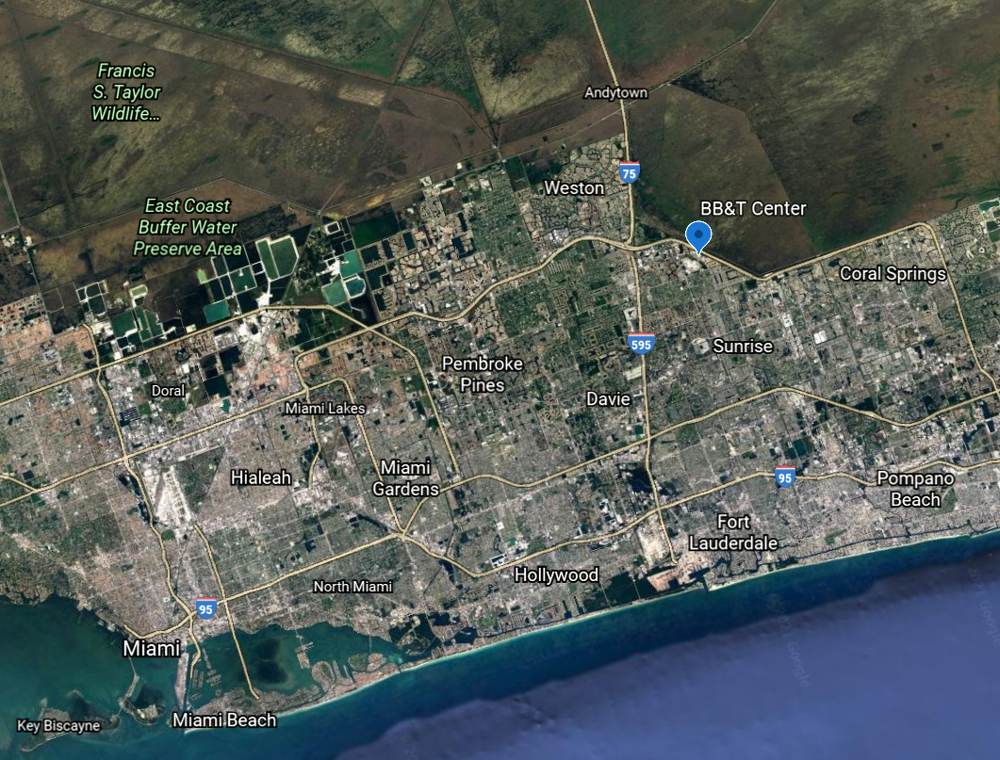 Francis
S. Taylor
Wildlife...
Andytown
75
Weston
East Coast
Buffer Water
Preserve Area
BB&T Center
Coral Springs
595
Sunrise
Pembroke
Pines
Doral
Davie
Miami Lakes
Hialeah
Miami
Gardens
95
Pompano
Beach
Fort
Lauderdale
Hollywood
North Miami
95
Miami
Miami Beach
Key Biscayne